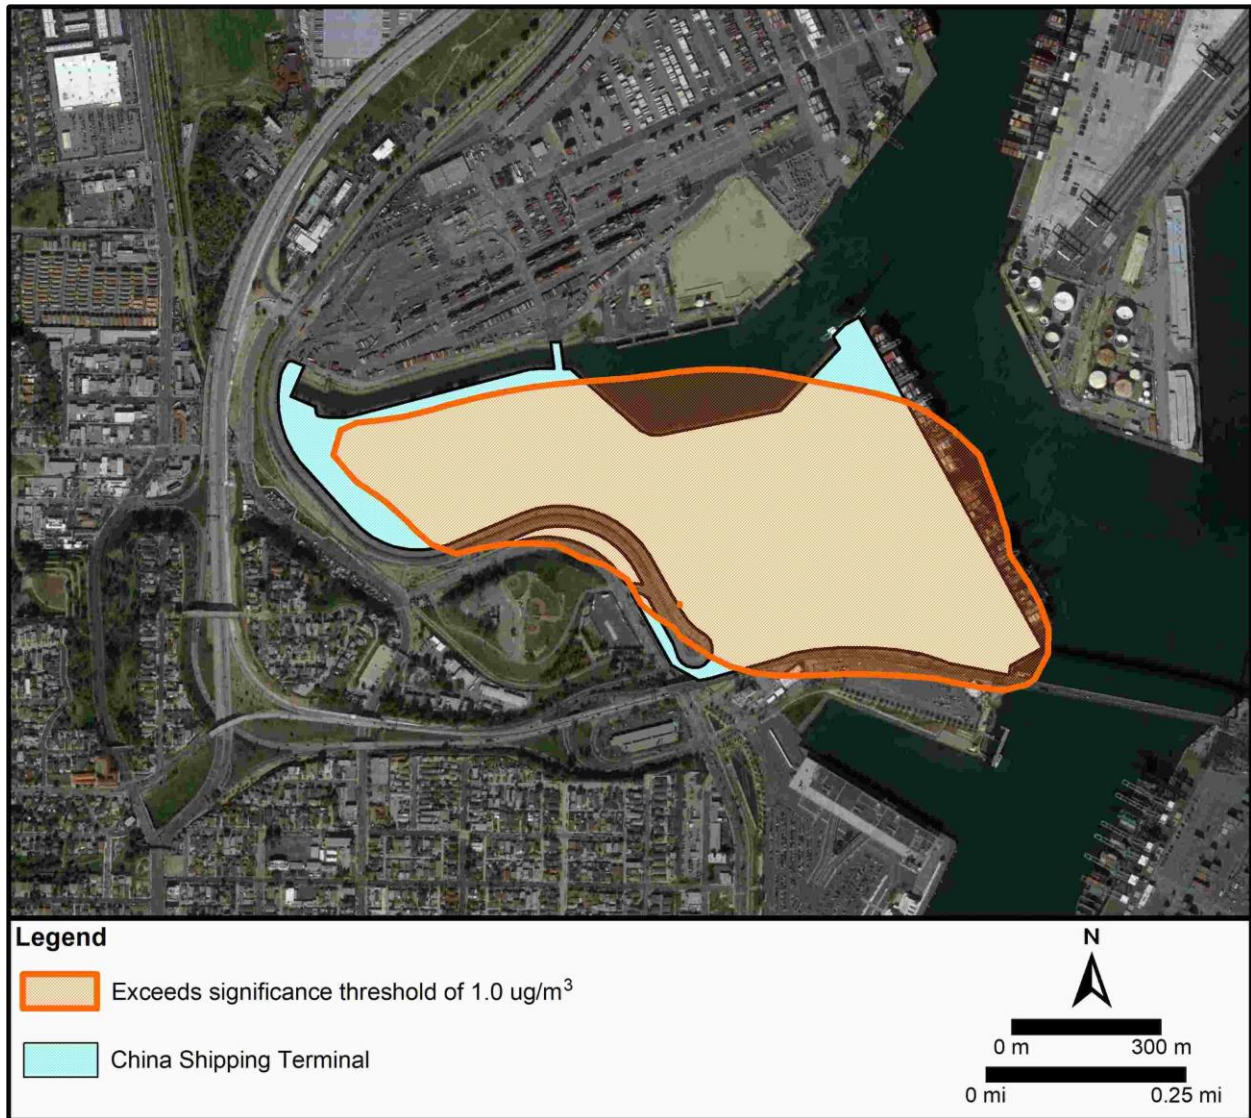 Legend
Exceeds significance threshold of 1.0 ug/m³
China Shipping Terminal
N
0 m 300 m
0 mi 0.25 mi